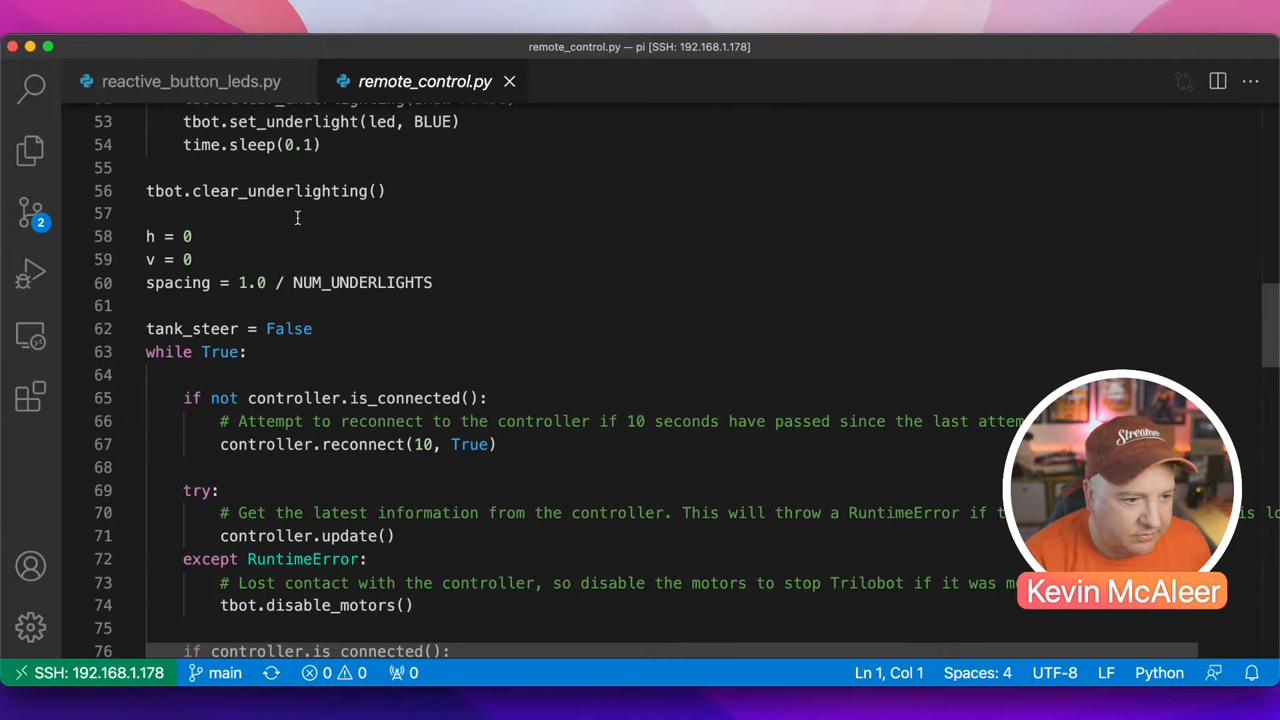 remote_control.py — pi [SSH: 192.168.1.178]
reactive_button_leds.py
remote_control.py
53 tbot.set_underlight(led, BLUE)
54 time.sleep(0.1)
55
56 tbot.clear_underlighting()
57
58 h = 0
59 v = 0
60 spacing = 1.0 / NUM_UNDERLIGHTS
61
62 tank_steer = False
63 while True:
64
65 if not controller.is_connected():
66 # Attempt to reconnect to the controller if 10 seconds have passed since the last attem
67 controller.reconnect(10, True)
68
69 try:
70 # Get the latest information from the controller. This will throw a RuntimeError if t
71 controller.update()
72 except RuntimeError:
73 # Lost contact with the controller, so disable the motors to stop Trilobot if it was m
74 tbot.disable_motors()
75
76 if controller.is_connected():
2
Streamer
Kevin McAleer
SSH: 192.168.1.178
main
0 0
0
Ln 1, Col 1
Spaces: 4
UTF-8
LF
Python